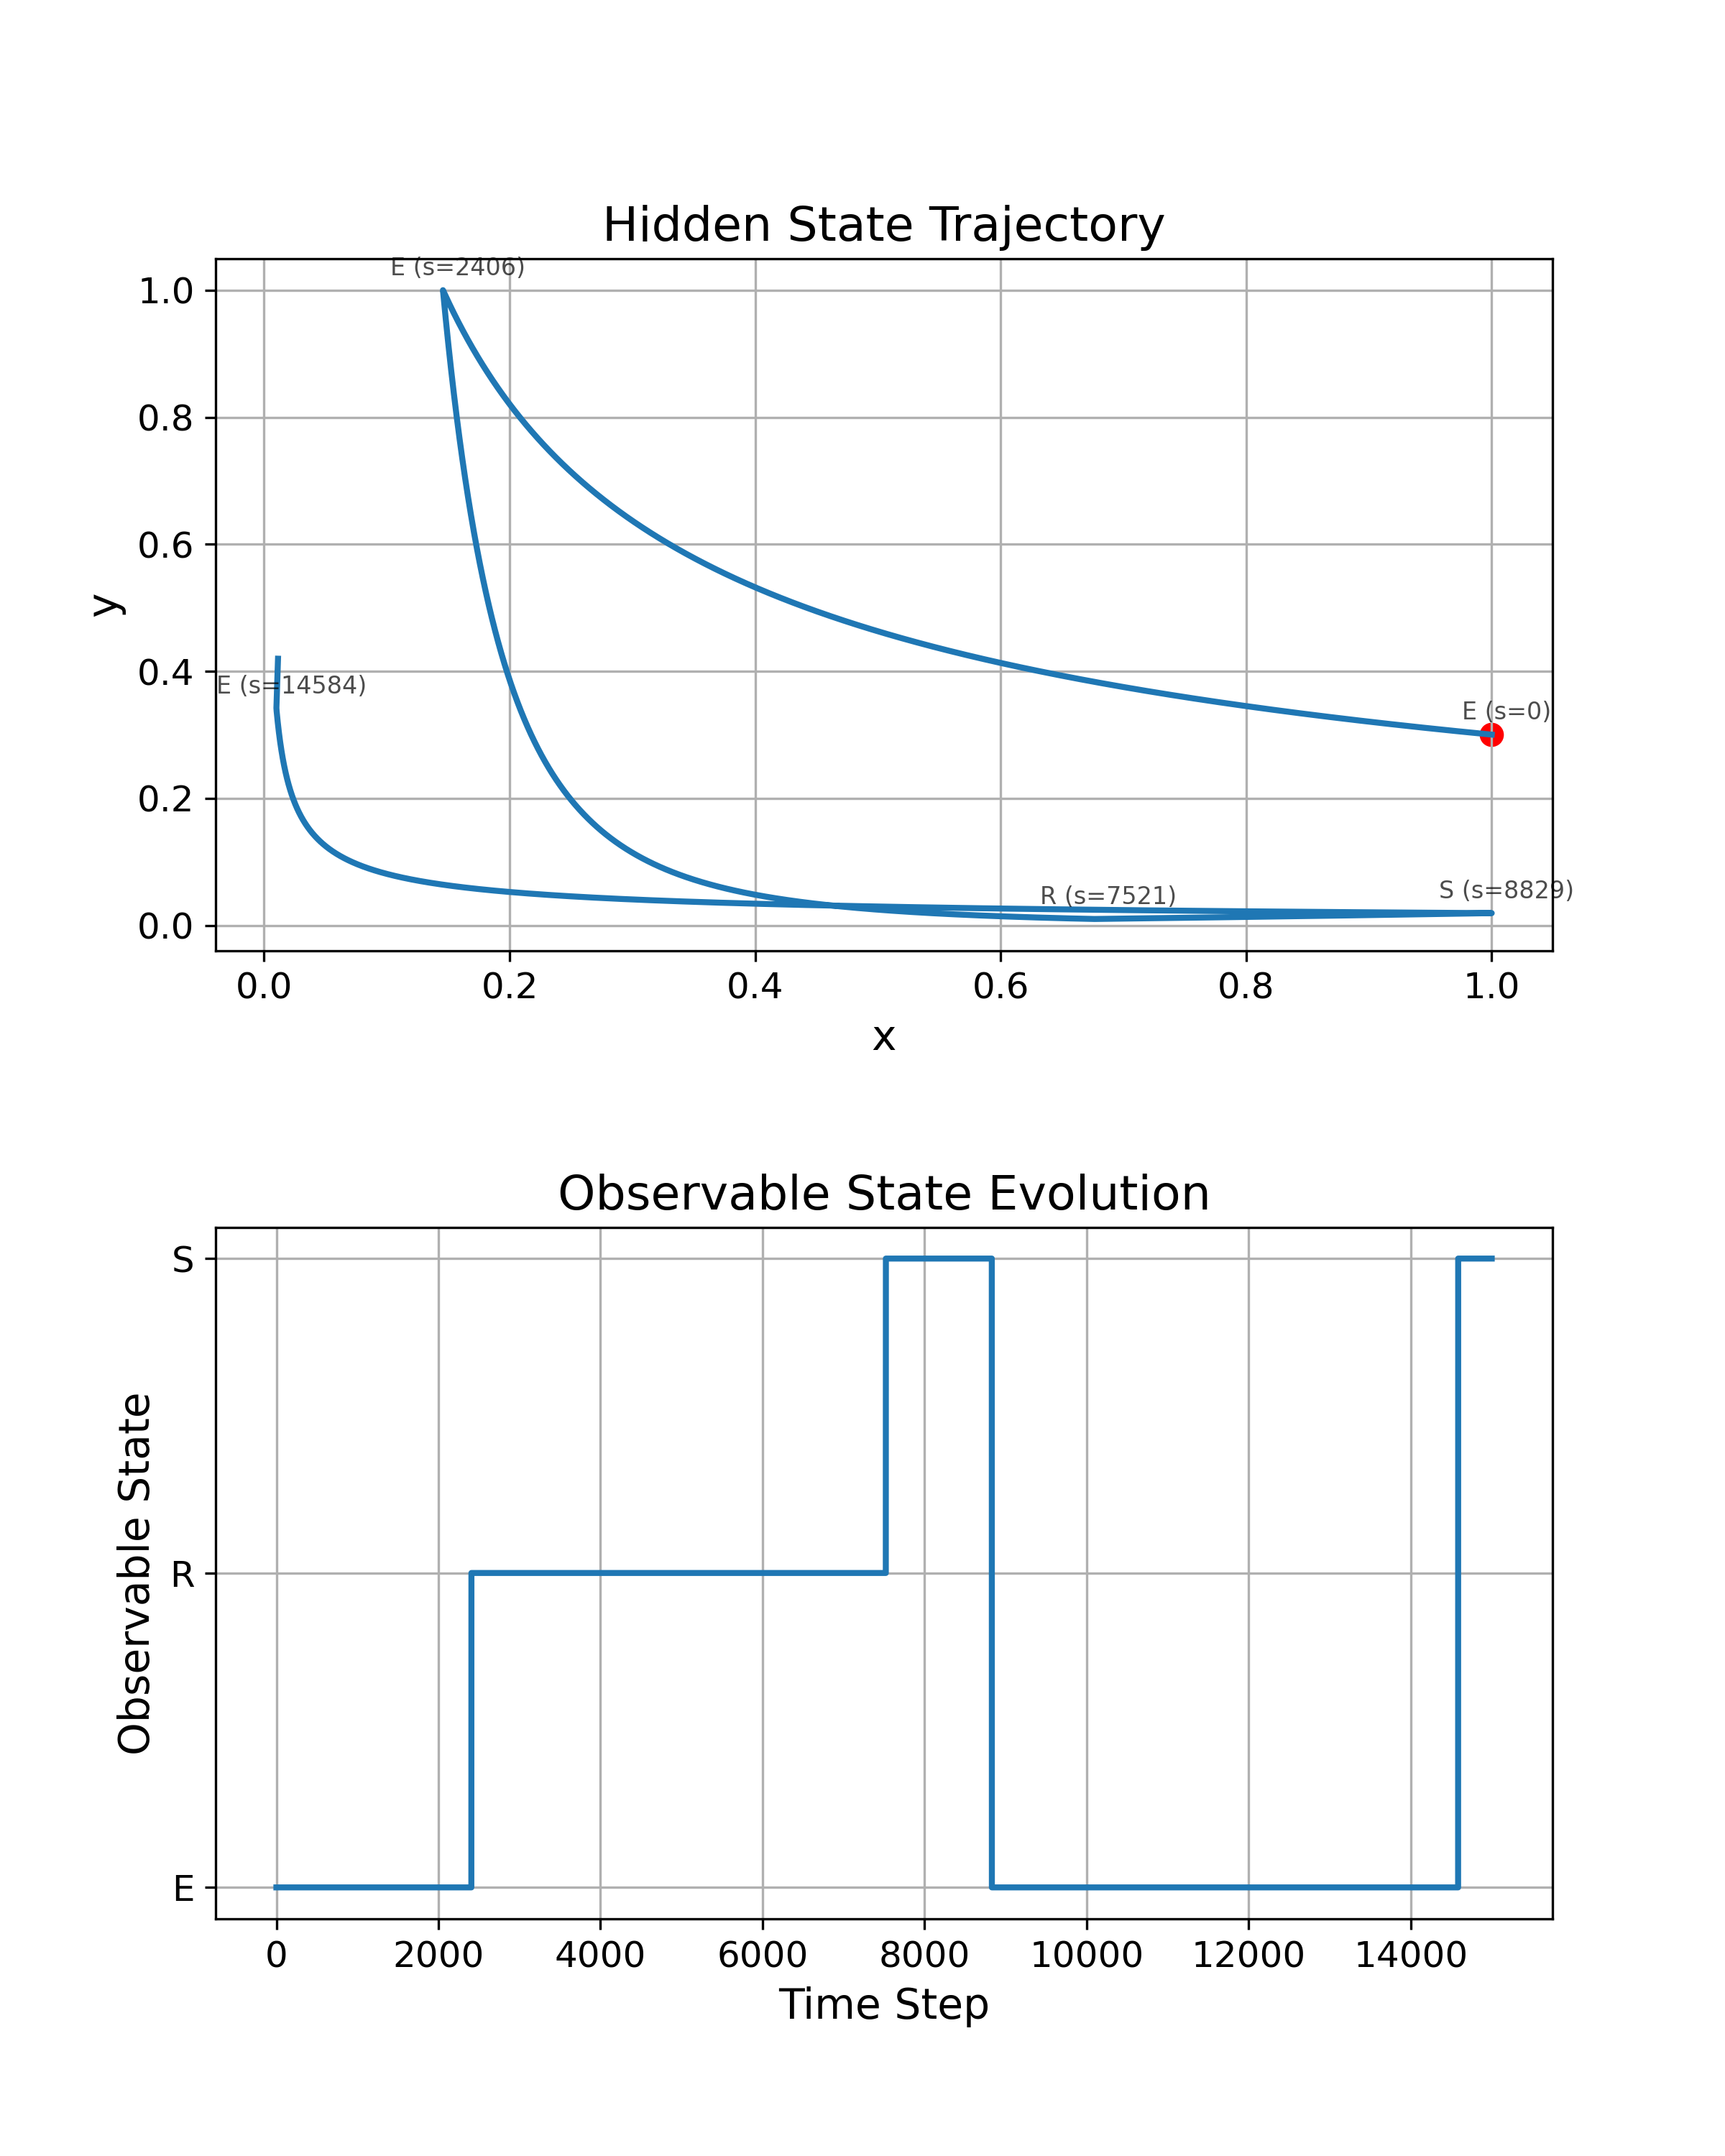 Hidden State Trajectory
E (s=2406)
1.0
0.8
0.6
0.4
0.2
0.0
y
E (s=14584)
E (s=0)
R (s=7521)
S (s=8829)
0.0 0.2 0.4 0.6 0.8 1.0
x
Observable State Evolution
S
R
E
Observable State
0 2000 4000 6000 8000 10000 12000 14000
Time Step